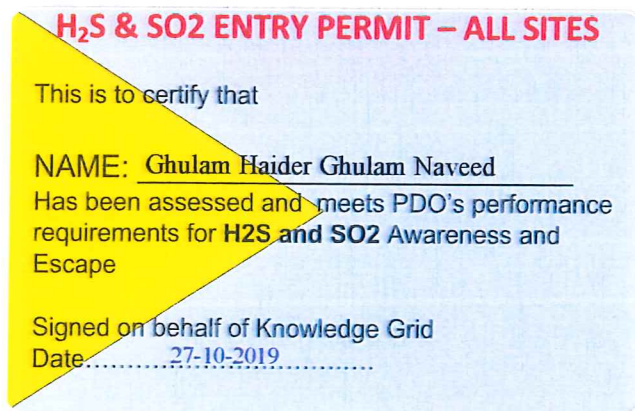 H₂S & SO2 ENTRY PERMIT – ALL SITES
This is to certify that
NAME: Ghulam Haider Ghulam Naveed
Has been assessed and meets PDO's performance
requirements for H2S and SO2 Awareness and
Escape
Signed on behalf of Knowledge Grid
Date......27-10-2019......